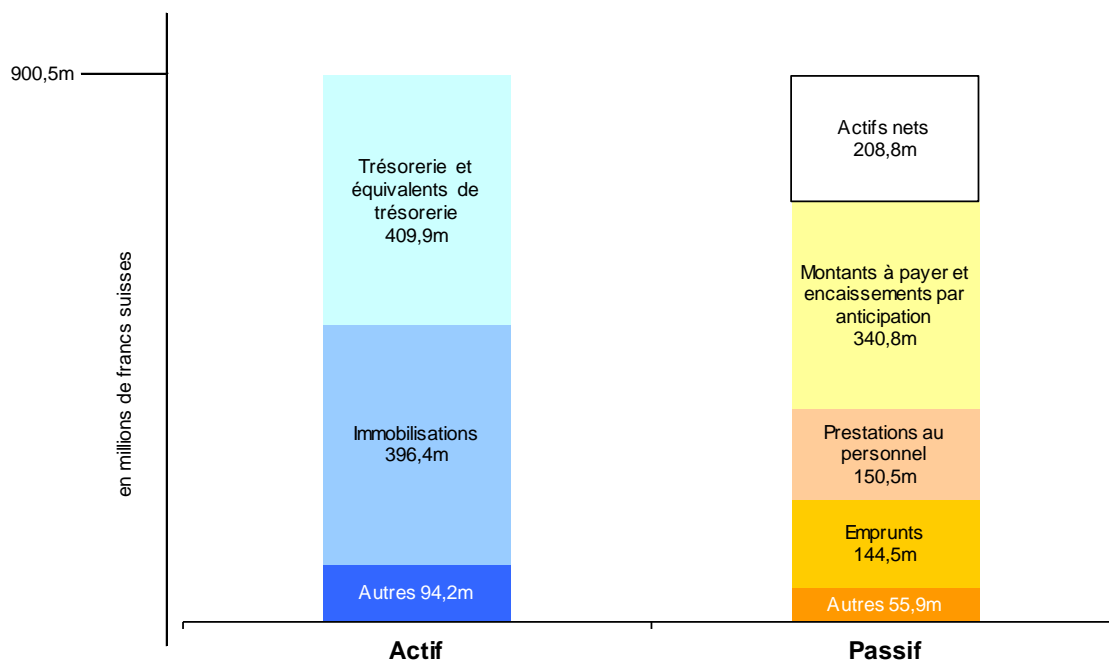 900,5m
en millions de francs suisses
Trésorerie et
équivalents de
trésorerie
409,9m
Immobilisations
396,4m
Autres 94,2m
Actif
Actifs nets
208,8m
Montants à payer et
encaissements par
anticipation
340,8m
Prestations au
personnel
150,5m
Emprunts
144,5m
Autres 55,9m
Passif